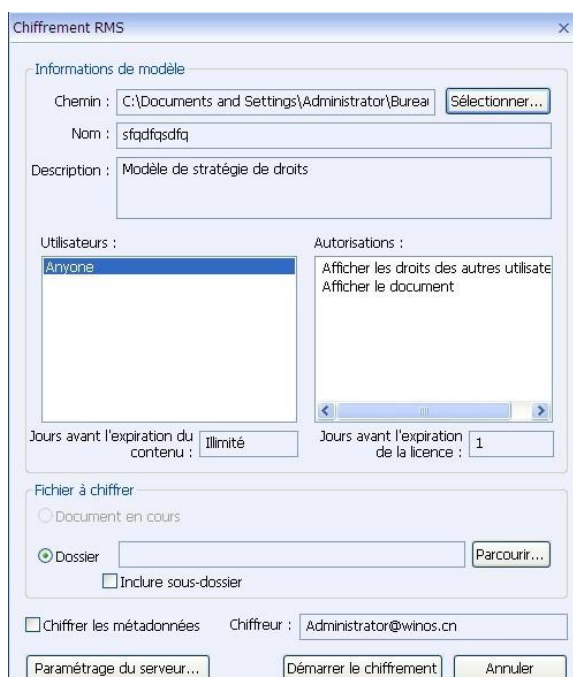 Chiffrement RMS
Informations de modèle
Chemin : C:\Documents and Settings\Administrator\Bureau Sélectionner...
Nom : sfqdfqsdfq
Description : Modèle de stratégie de droits
Utilisateurs : Autorisations :
Anyone Afficher les droits des autres utilisate
Afficher le document
Jours avant l'expiration du contenu : Illimité Jours avant l'expiration de la licence : 1
Fichier à chiffrer
Document en cours
Dossier Parcourir...
Inclure sous-dossier
Chiffrer les métadonnées Chiffreur : Administrator@winos.cn
Paramétrage du serveur... Démarrer le chiffrement Annuler